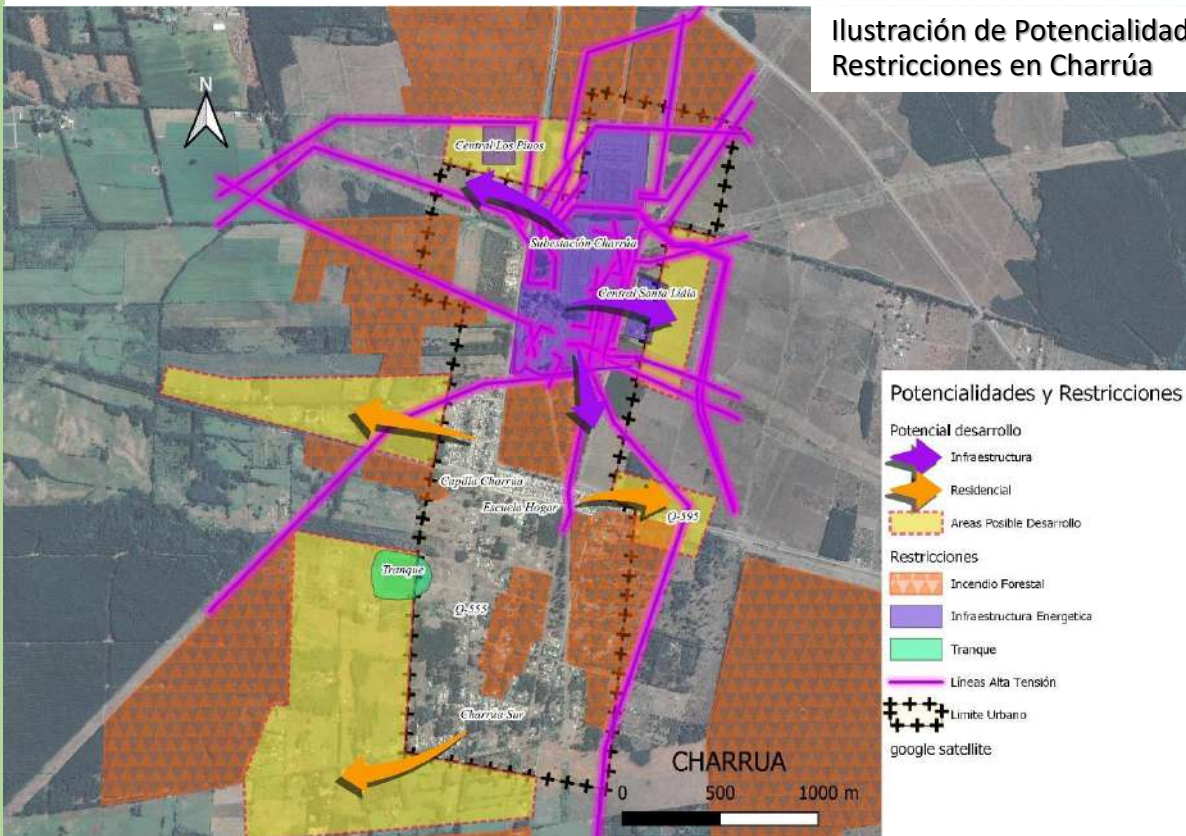 Ilustración de Potencialidad
Restricciones en Charrúa
N
Central Los Pinos
Subestación Charrúa
Central Santa Lidia
Capilla Charrua
Escuela Hogar
Q-595
Tranque
Q-555
Charrúa Sur
CHARRUA
0 500 1000 m
Potencialidades y Restricciones
Potencial desarrollo
Infraestructura
Residencial
Areas Posible Desarrollo
Restricciones
Incendio Forestal
Infraestructura Energetica
Tranque
Líneas Alta Tensión
Limite Urbano
google satellite